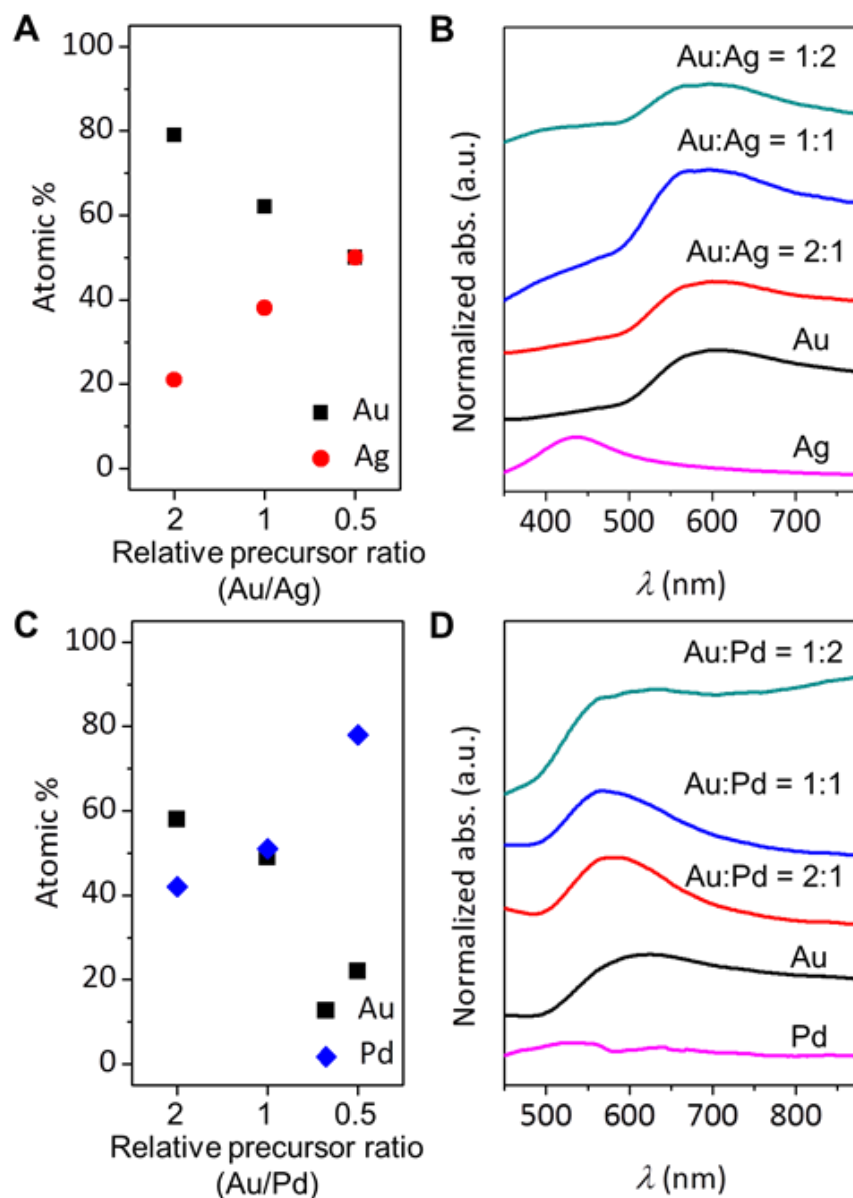 A
100
80
60
40
20
0
Atomic %
Au
Ag
2
1
0.5
Relative precursor ratio
(Au/Ag)
B
Normalized abs. (a.u.)
Au:Ag = 1:2
Au:Ag = 1:1
Au:Ag = 2:1
Au
Ag
400
500
600
700
λ (nm)
C
100
80
60
40
20
0
Atomic %
Au
Pd
2
1
0.5
Relative precursor ratio
(Au/Pd)
D
Normalized abs. (a.u.)
Au:Pd = 1:2
Au:Pd = 1:1
Au:Pd = 2:1
Au
Pd
500
600
700
800
λ (nm)